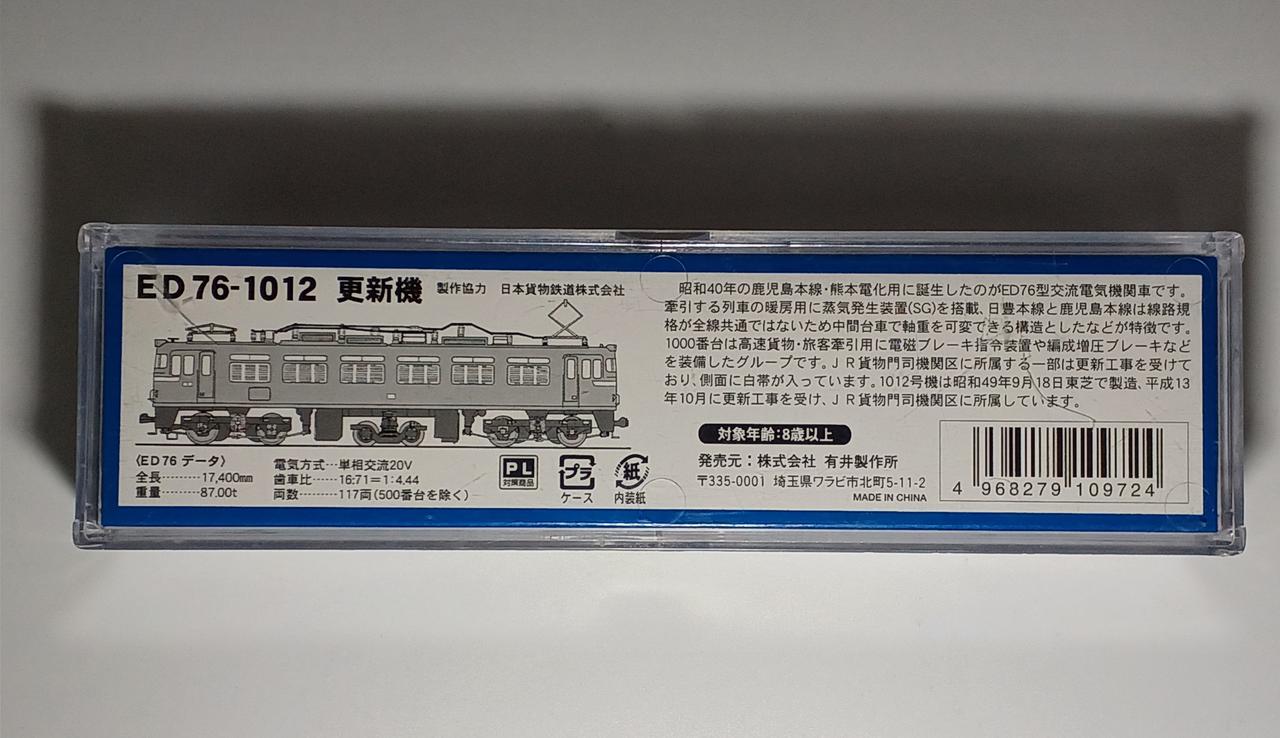 ED76-1012 更新機 製作協力 日本貨物鉄道株式会社
〈ED76 データ〉
全長………17,400mm
重量………87.00t
電気方式…単相交流20V
歯車比……16:71=1:4.44
両数………117両(500番台を除く)
PL
対策商品
プラ
ケース
紙
内装紙
昭和40年の鹿児島本線・熊本電化用に誕生したのがED76型交流電気機関車です。
牽引する列車の暖房用に蒸気発生装置(SG)を搭載、日豊本線と鹿児島本線は線路規
格が全線共通ではないため中間台車で軸重を可変できる構造としたなどが特徴です。
1000番台は高速貨物・旅客牽引用に電磁ブレーキ指令装置や編成増圧ブレーキなど
を装備したグループです。JR貨物門司機関区に所属する一部は更新工事を受けて
おり、側面に白帯が入っています。1012号機は昭和49年9月18日東芝で製造、平成13
年10月に更新工事を受け、JR貨物門司機関区に所属しています。
対象年齢:8歳以上
発売元:株式会社 有井製作所
〒335-0001 埼玉県ワラビ市北町5-11-2
MADE IN CHINA
4 968279 109724